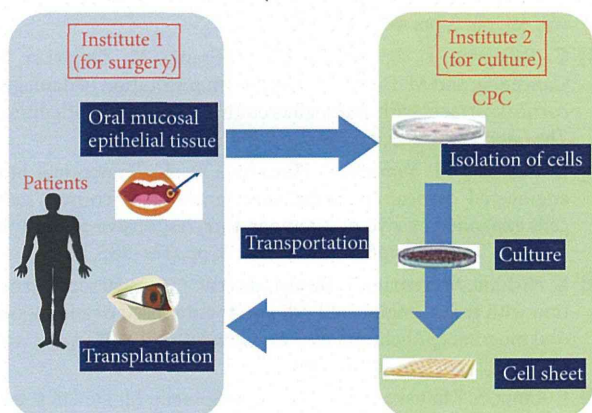 Institute 1
(for surgery)
Oral mucosal
epithelial tissue
Patients
Transplantation
Transportation
Institute 2
(for culture)
CPC
Isolation of cells
Culture
Cell sheet